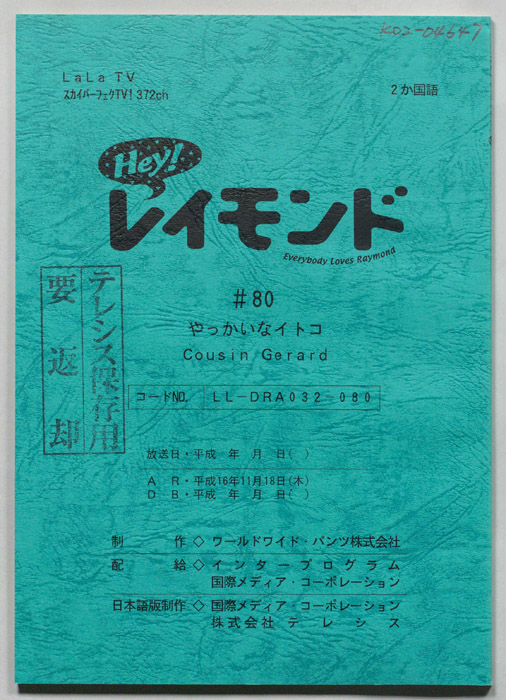 K02-04647
LaLa TV
スカイパーフェクTV!372ch
2か国語
Hey!
レイモンド
Everybody Loves Raymond
#80
やっかいなイトコ
Cousin Gerard
コードNO. LL-DRA032-080
テレシス保存用
要返却
放送日・平成 年 月 日( )
A R・平成16年11月18日(木)
D B・平成 年 月 日( )
制作◇ワールドワイド・パンツ株式会社
配給◇インタープログラム
国際メディア・コーポレーション
日本語版制作◇国際メディア・コーポレーション
株式会社テレシス